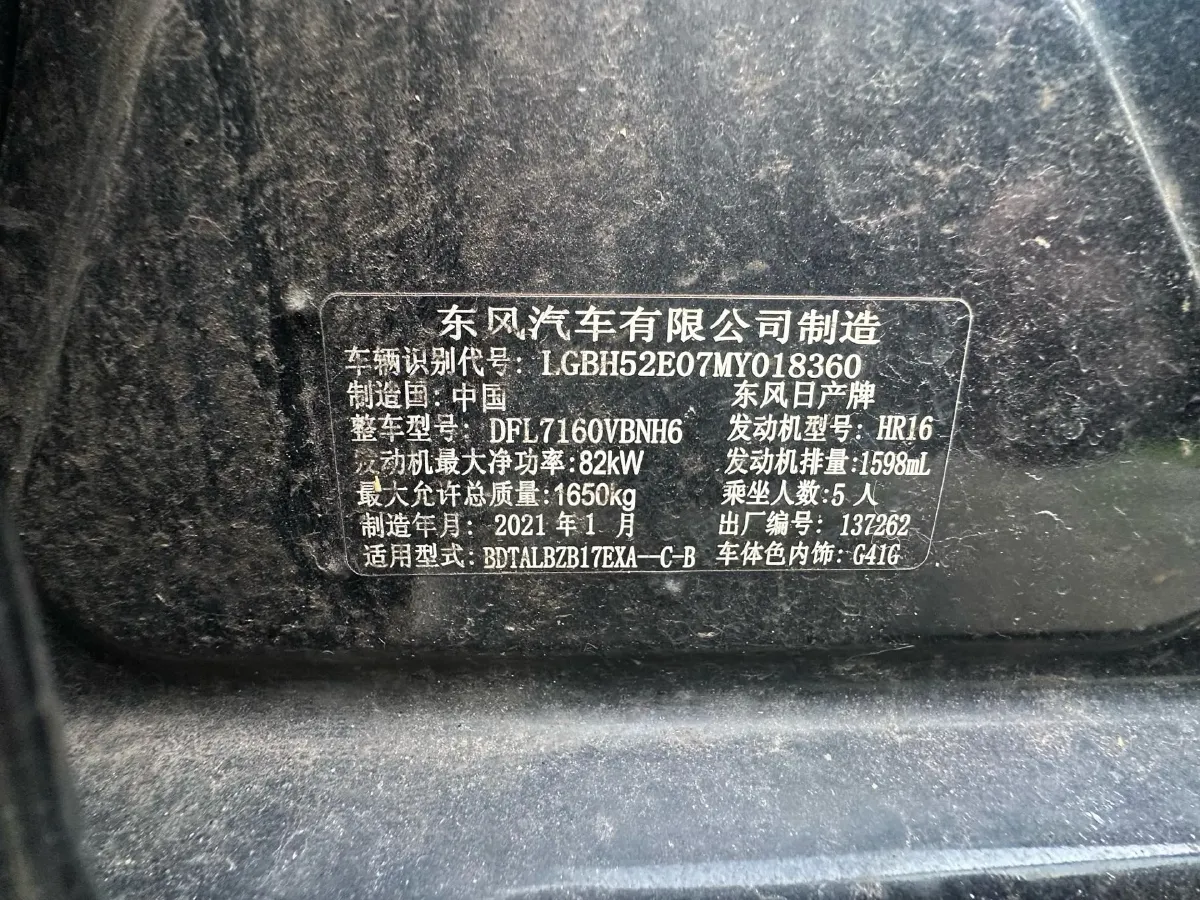 东风汽车有限公司制造
车辆识别代号: LGBH52E07MY018360
制造国: 中国 东风日产牌
整车型号: DFL7160VBNH6 发动机型号: HR16
发动机最大净功率:82kW 发动机排量:1598mL
最大允许总质量:1650kg 乘坐人数:5 人
制造年月: 2021 年 1 月 出厂编号: 137262
适用型式: BDTALBZB17EXA--C-B 车体色内饰: G41G